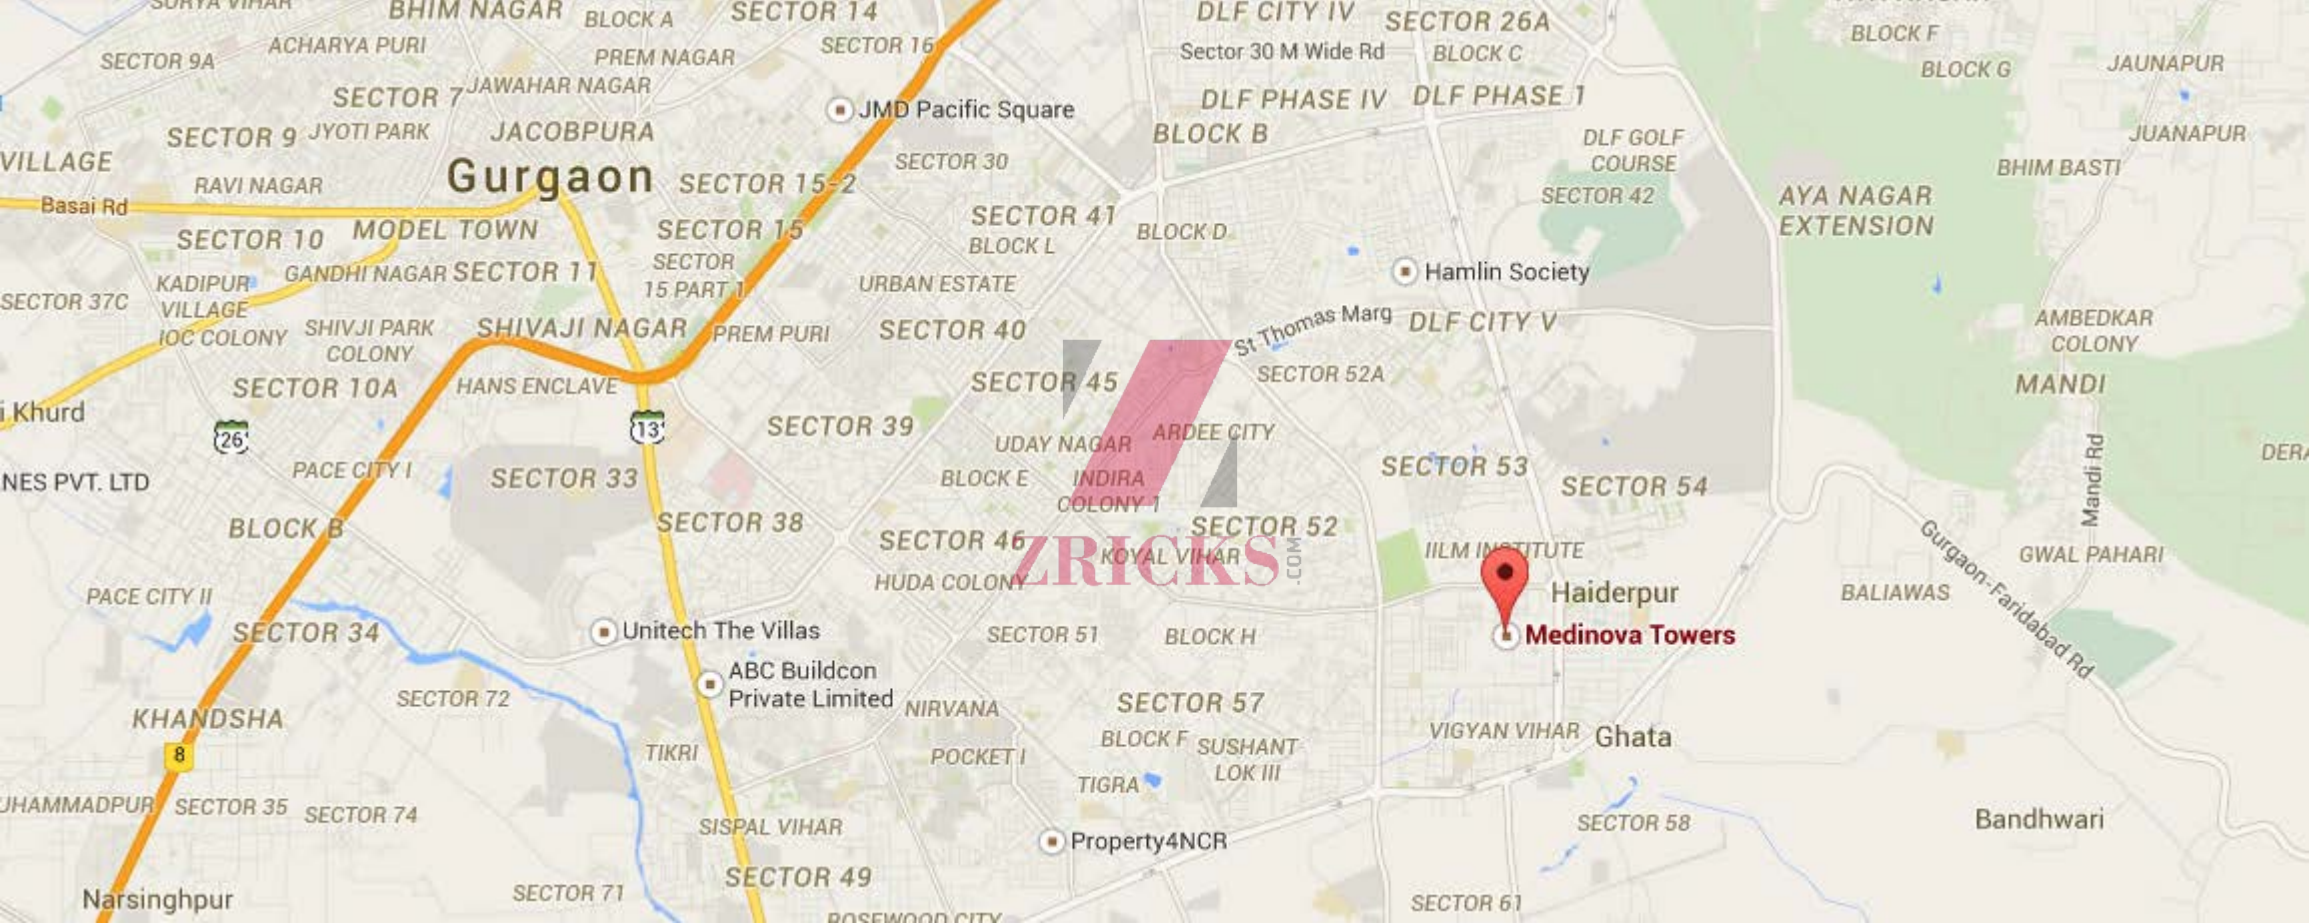 BHIM NAGAR
BLOCK A
SECTOR 14
DLF CITY IV
SECTOR 26A
BLOCK F
SECTOR 9A
ACHARYA PURI
PREM NAGAR
SECTOR 16
Sector 30 M Wide Rd
BLOCK C
BLOCK G
JAUNAPUR
SECTOR 7
JAWAHAR NAGAR
JMD Pacific Square
DLF PHASE IV
DLF PHASE 1
SECTOR 9
JYOTI PARK
JACOBPURA
BLOCK B
DLF GOLF
COURSE
JUANAPUR
VILLAGE
Gurgaon
SECTOR 30
BHIM BASTI
RAVI NAGAR
SECTOR 15-2
SECTOR 42
AYA NAGAR
EXTENSION
Basai Rd
MODEL TOWN
SECTOR 15
SECTOR 41
BLOCK L
BLOCK D
SECTOR 10
SECTOR
15 PART 1
KADIPUR
VILLAGE
GANDHI NAGAR
SECTOR 11
URBAN ESTATE
Hamlin Society
SECTOR 37C
IOC COLONY
SHIVJI PARK
COLONY
SHIVAJI NAGAR
PREM PURI
SECTOR 40
St Thomas Marg
DLF CITY V
AMBEDKAR
COLONY
SECTOR 10A
HANS ENCLAVE
SECTOR 45
SECTOR 52A
MANDI
i Khurd
26
13
SECTOR 39
UDAY NAGAR
ARDEE CITY
Mandi Rd
DERA
NES PVT. LTD
PACE CITY I
SECTOR 33
BLOCK E
INDIRA
COLONY 1
SECTOR 53
SECTOR 54
BLOCK B
SECTOR 38
SECTOR 46
SECTOR 52
KOYAL VIHAR
IILM INSTITUTE
Gurgaon-Faridabad Rd
GWAL PAHARI
ZRICKS
.COM
HUDA COLONY
PACE CITY II
Haiderpur
BALIAWAS
SECTOR 34
Unitech The Villas
SECTOR 51
BLOCK H
Medinova Towers
ABC Buildcon
Private Limited
SECTOR 72
NIRVANA
SECTOR 57
KHANDSHA
8
TIKRI
POCKET I
BLOCK F
SUSHANT
LOK III
VIGYAN VIHAR
Ghata
TIGRA
UHAMMADPUR
SECTOR 35
SECTOR 74
SISPAL VIHAR
Property4NCR
SECTOR 58
Bandhwari
SECTOR 49
Narsinghpur
SECTOR 71
ROSEWOOD CITY
SECTOR 61